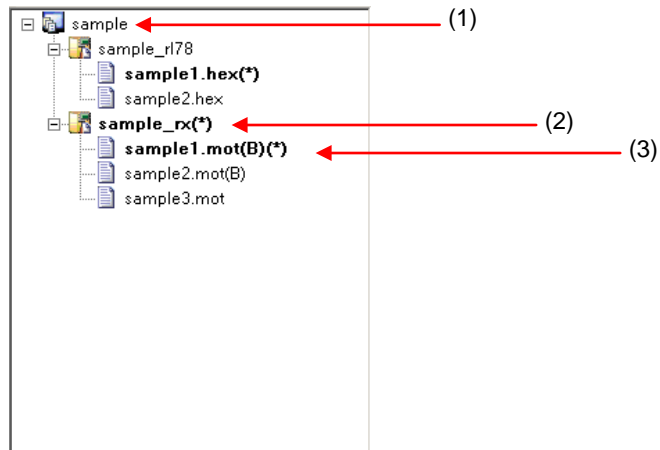 sample
(1)
sample_rl78
sample1.hex(*)
sample2.hex
sample_rx(*)
(2)
sample1.mot(B)(*)
(3)
sample2.mot(B)
sample3.mot